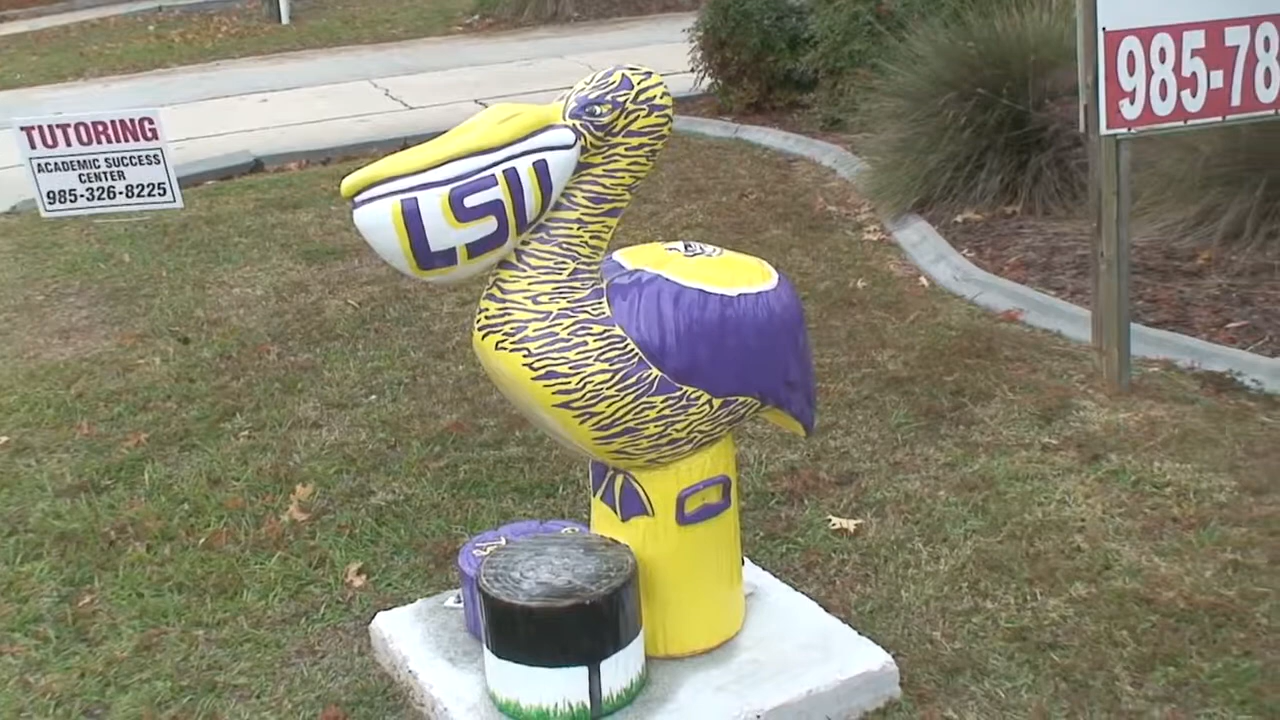 TUTORING
ACADEMIC SUCCESS
CENTER
985-326-8225
LSU
985-78